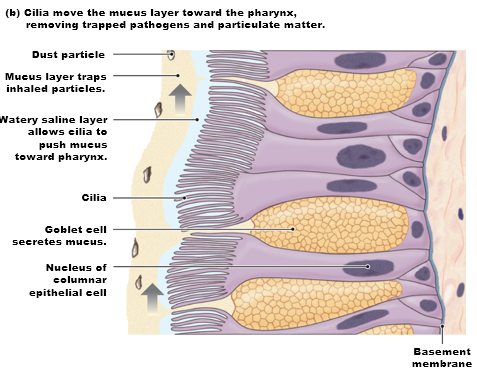 (b) Cilia move the mucus layer toward the pharynx,
removing trapped pathogens and particulate matter.
Dust particle
Mucus layer traps
inhaled particles.
Watery saline layer
allows cilia to
push mucus
toward pharynx.
Cilia
Goblet cell
secretes mucus.
Nucleus of
columnar
epithelial cell
Basement
membrane